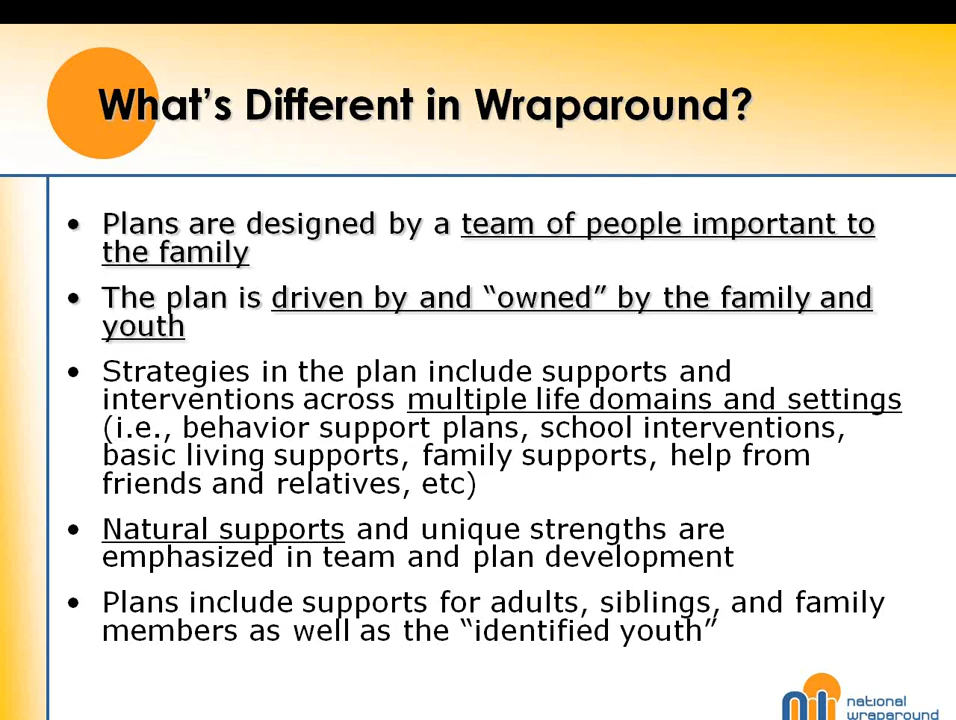 What's Different in Wraparound?
• Plans are designed by a team of people important to
the family
• The plan is driven by and “owned” by the family and
youth
• Strategies in the plan include supports and
interventions across multiple life domains and settings
(i.e., behavior support plans, school interventions,
basic living supports, family supports, help from
friends and relatives, etc)
• Natural supports and unique strengths are
emphasized in team and plan development
• Plans include supports for adults, siblings, and family
members as well as the “identified youth”
national
wraparound